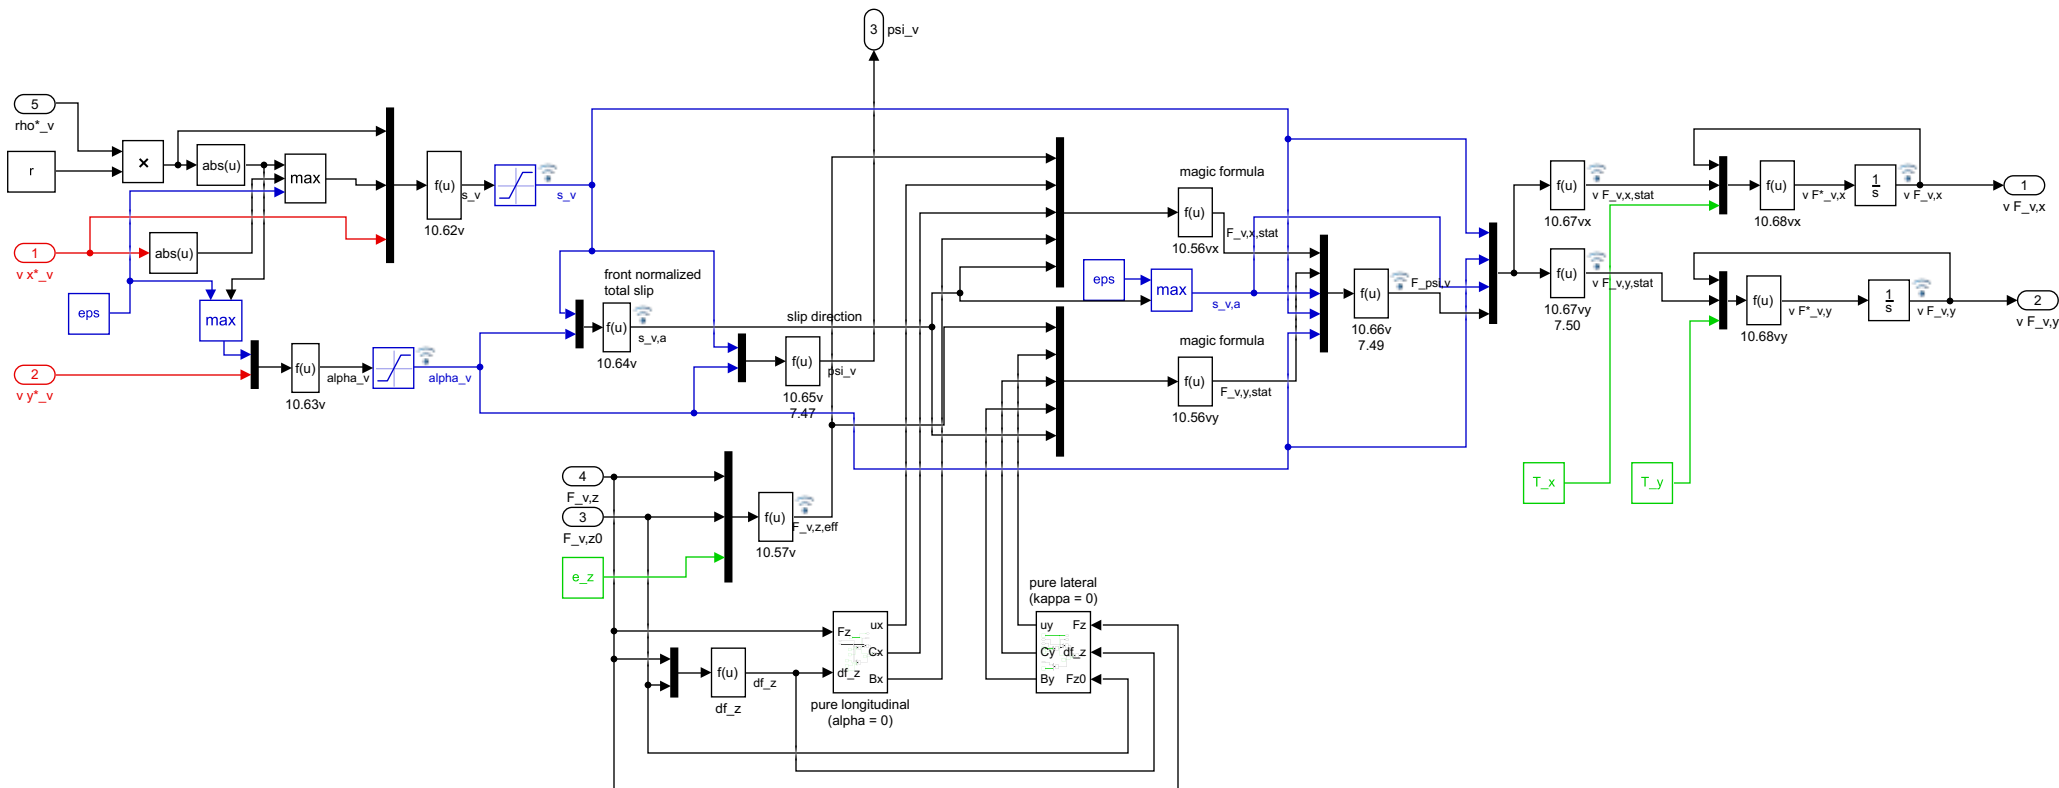 3
psi_v
5
rho*_v
r
×
abs(u)
max
f(u)
s_v
10.62v
s_v
1
v x*_v
abs(u)
eps
max
2
v y*_v
f(u)
alpha_v
10.63v
alpha_v
front normalized
total slip
f(u)
s_v,a
10.64v
slip direction
f(u)
psi_v
10.65v
7.47
magic formula
f(u)
F_v,x,stat
10.56vx
eps
max
s_v,a
magic formula
f(u)
F_v,y,stat
10.56vy
f(u)
F_psi,v
10.66v
7.49
f(u)
v F_v,x,stat
10.67vx
f(u)
v F_v,y,stat
10.67vy
7.50
f(u)
v F*_v,x
10.68vx
1
s
v F_v,x
1
v F_v,x
f(u)
v F*_v,y
10.68vy
1
s
v F_v,y
2
v F_v,y
T_x
T_y
4
F_v,z
3
F_v,z0
e_z
f(u)
F_v,z,eff
10.57v
f(u)
df_z
df_z
Fz
df_z
ux
Cx
Bx
pure longitudinal
(alpha = 0)
pure lateral
(kappa = 0)
uy
Cy
By
Fz
df_z
Fz0